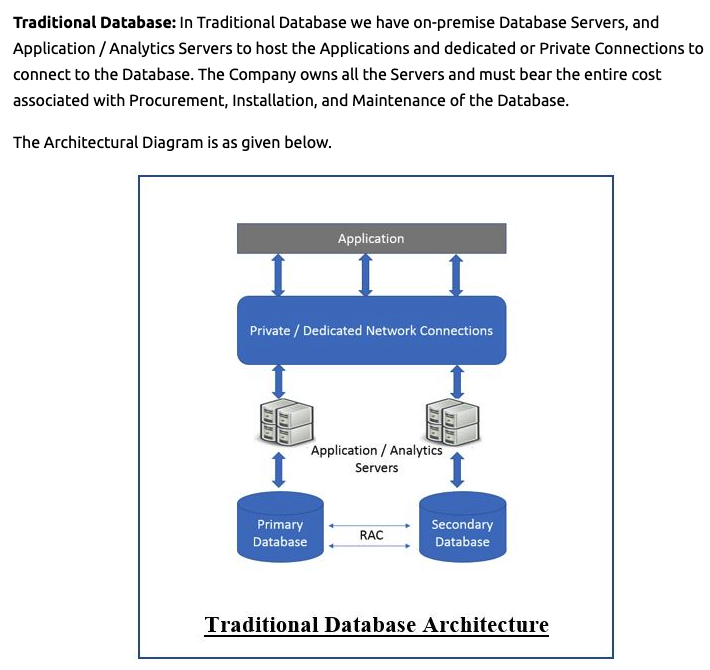 Traditional Database: In Traditional Database we have on-premise Database Servers, and
Application / Analytics Servers to host the Applications and dedicated or Private Connections to
connect to the Database. The Company owns all the Servers and must bear the entire cost
associated with Procurement, Installation, and Maintenance of the Database.
The Architectural Diagram is as given below.
Application
Private / Dedicated Network Connections
Application / Analytics
Servers
Primary
Database
RAC
Secondary
Database
Traditional Database Architecture